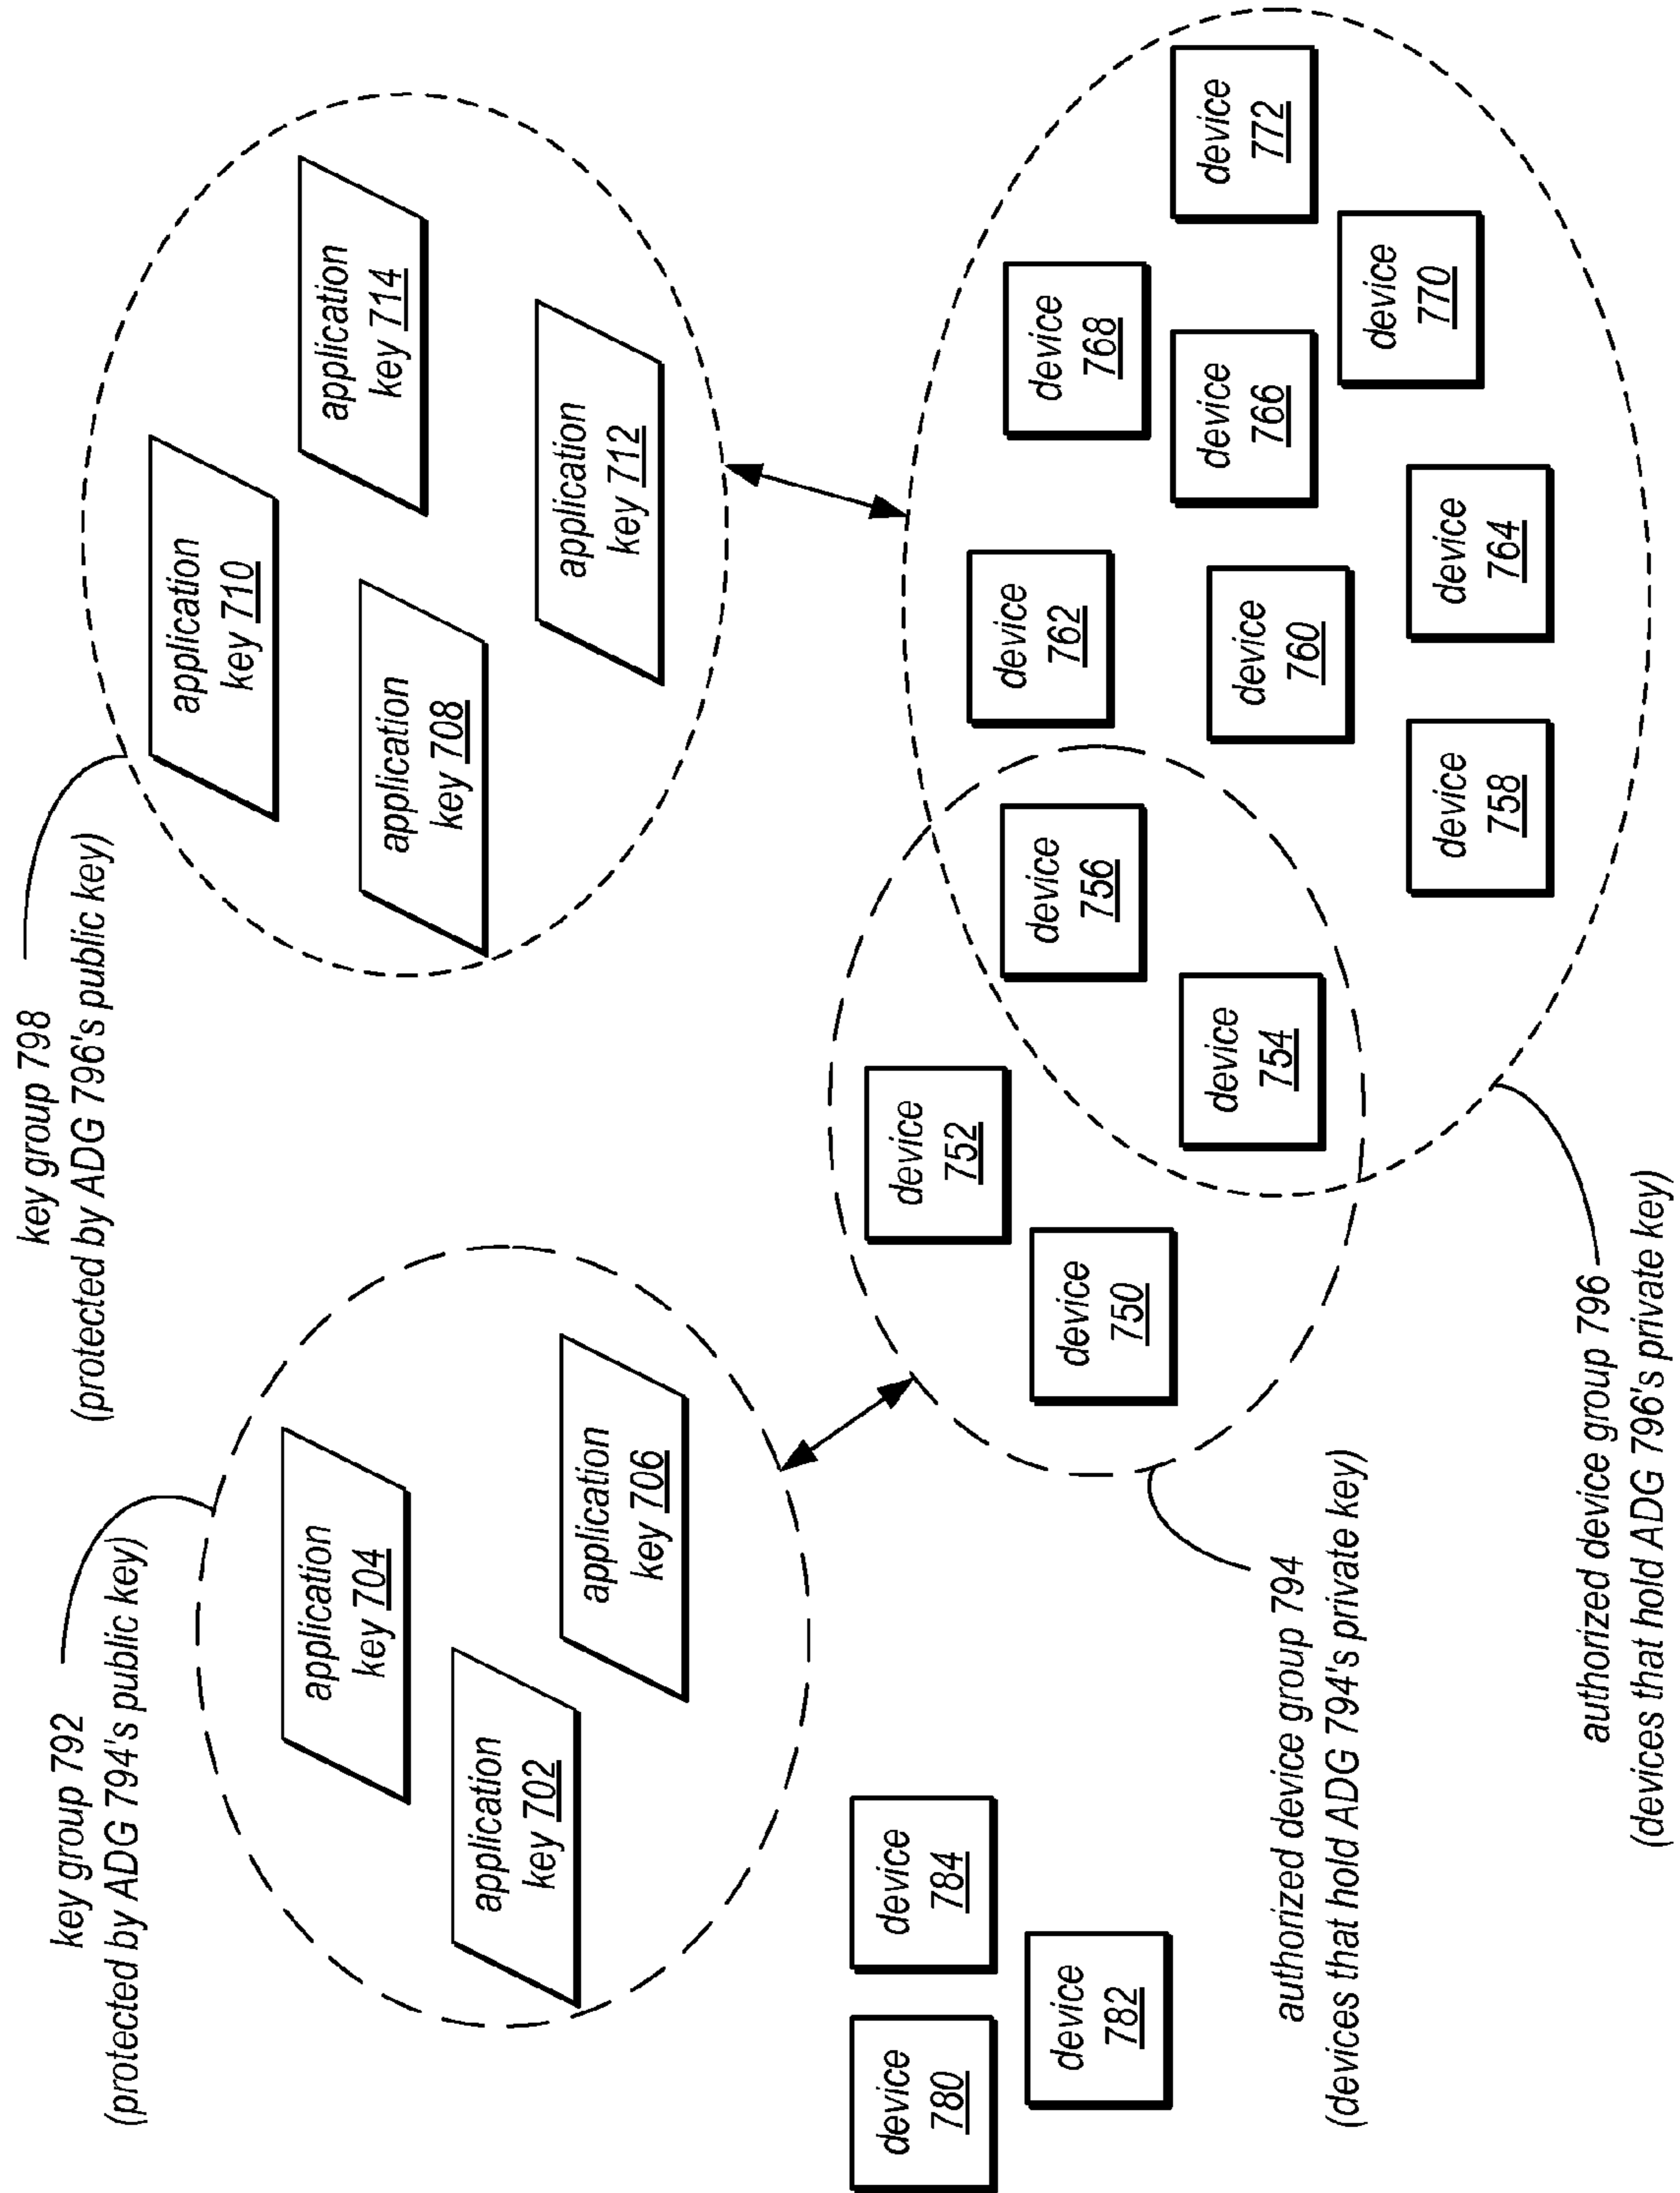 key group 792
(protected by ADG 794's public key)
key group 798
(protected by ADG 796's public key)
application
key 704
application
key 702
application
key 706
application
key 710
application
key 714
application
key 708
application
key 712
device
780
device
784
device
782
device
752
device
750
device
756
device
754
device
762
device
768
device
760
device
766
device
772
device
758
device
764
device
770
authorized device group 794
(devices that hold ADG 794's private key)
authorized device group 796
(devices that hold ADG 796's private key)